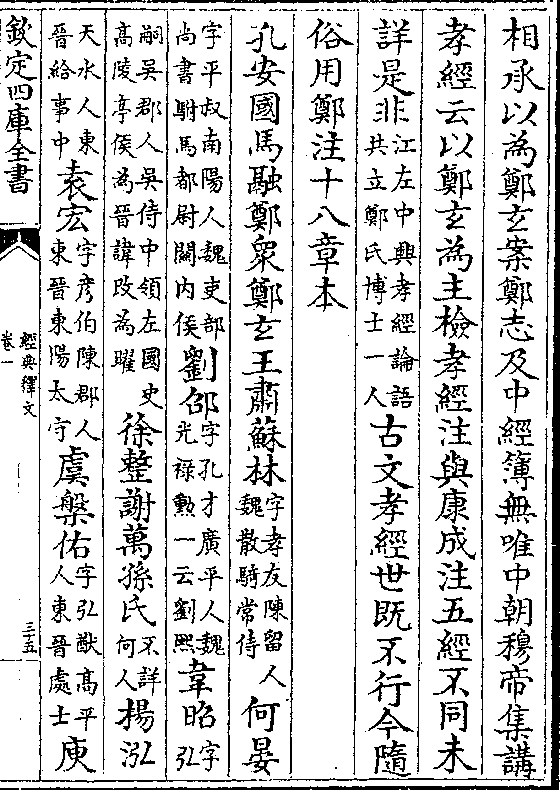 相承以為鄭玄案鄭志及中經簿無唯中朝穆帝集講
孝經云以鄭玄為主檢孝經注與康成注五經不同未
詳是非江左中興孝經論語共立鄭氏博士一人古文孝經世既不行今隨
俗用鄭注十八章本
孔安國馬融鄭衆鄭玄王肅蘇林字孝友陳留人魏散騎常侍何晏
字平叔南陽人魏吏部尚書駙馬都尉關内侯劉邵字孔才廣平人魏光祿勲一云劉熙韋昭字弘
嗣吳郡人吳侍中領左國史高陵亭侯為晉諱改為曜徐整謝萬孫氏不詳何人楊泓
天水人東晉給事中袁宏字彦伯陳郡人東晉東陽太守虞槃佑字弘猷高平人東晉處士庾
欽定四庫全書
經典釋文
卷一
三五